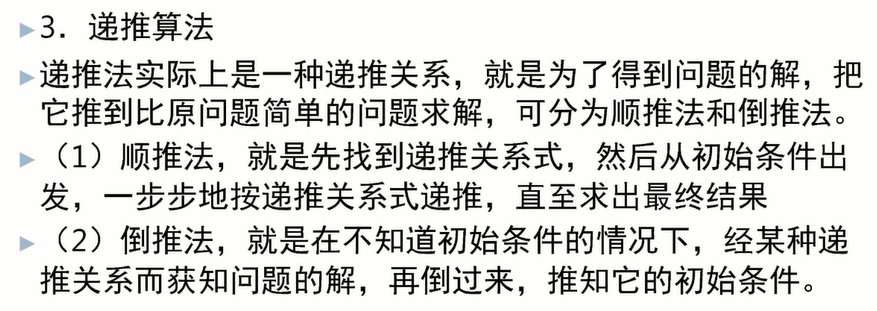 3．递推算法
递推法实际上是一种递推关系，就是为了得到问题的解，把
它推到比原问题简单的问题求解，可分为顺推法和倒推法。
（1）顺推法，就是先找到递推关系式，然后从初始条件出
发，一步步地按递推关系式递推，直至求出最终结果
（2）倒推法，就是在不知道初始条件的情况下，经某种递
推关系而获知问题的解，再倒过来，推知它的初始条件。